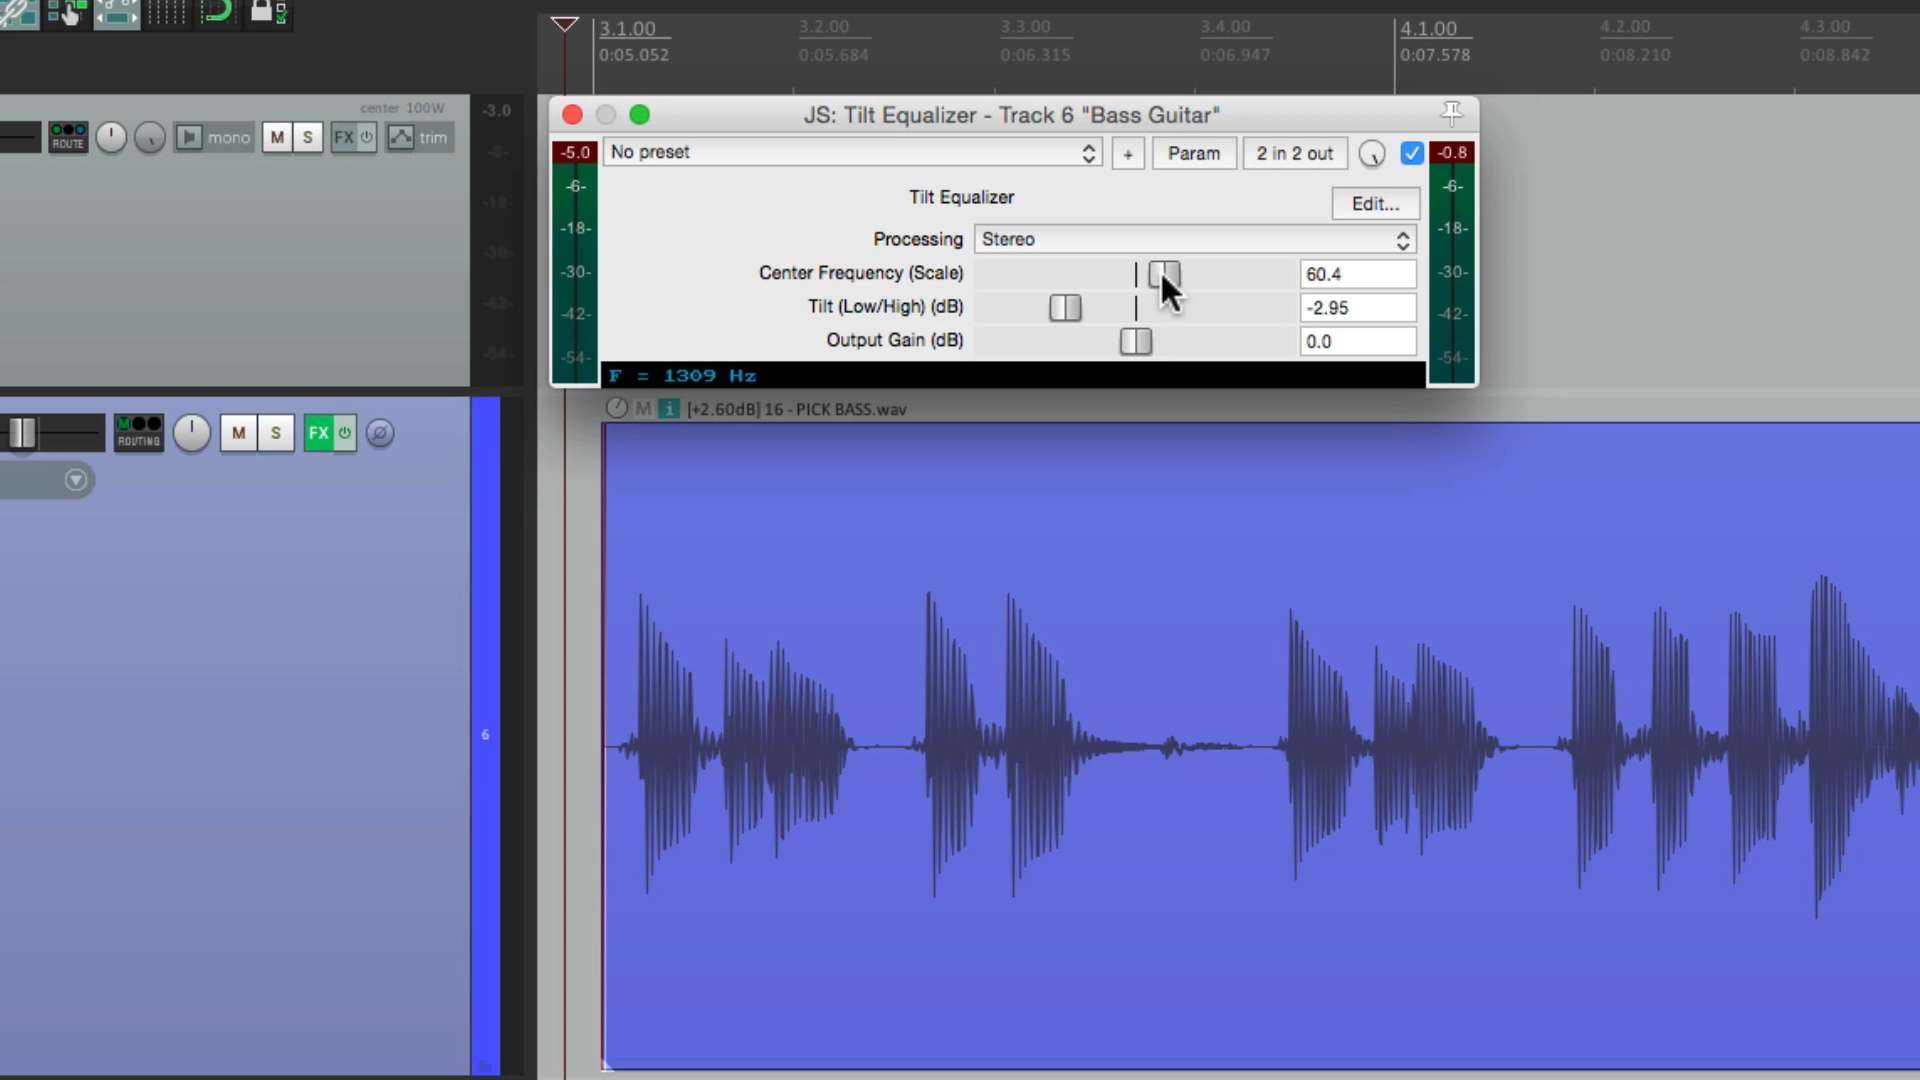 3.1.00 3.2.00 3.3.00 3.4.00 4.1.00 4.2.00 4.3.00
0:05.052 0:05.684 0:06.315 0:06.947 0:07.578 0:08.210 0:08.842
center 100W
ROUTE mono M S FX trim
-3.0
-8-
-18-
-30-
-42-
-54-
JS: Tilt Equalizer - Track 6 "Bass Guitar"
-5.0 No preset + Param 2 in 2 out -0.8
-6- -6-
Tilt Equalizer Edit...
-18- -18-
Processing Stereo
Center Frequency (Scale) 60.4
-30- -30-
Tilt (Low/High) (dB) -2.95
-42- -42-
Output Gain (dB) 0.0
-54- -54-
F = 1309 Hz
M i [+2.60dB] 16 - PICK BASS.wav
M
ROUTING M S FX
6